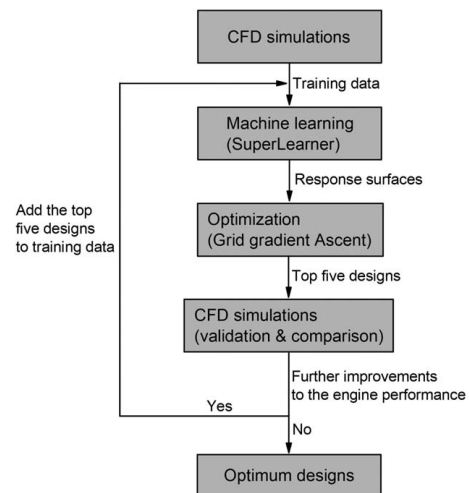 CFD simulations
Training data
Machine learning
(SuperLearner)
Response surfaces
Add the top
five designs
to training data
Optimization
(Grid gradient Ascent)
Top five designs
CFD simulations
(validation & comparison)
Further improvements
to the engine performance
Yes
No
Optimum designs